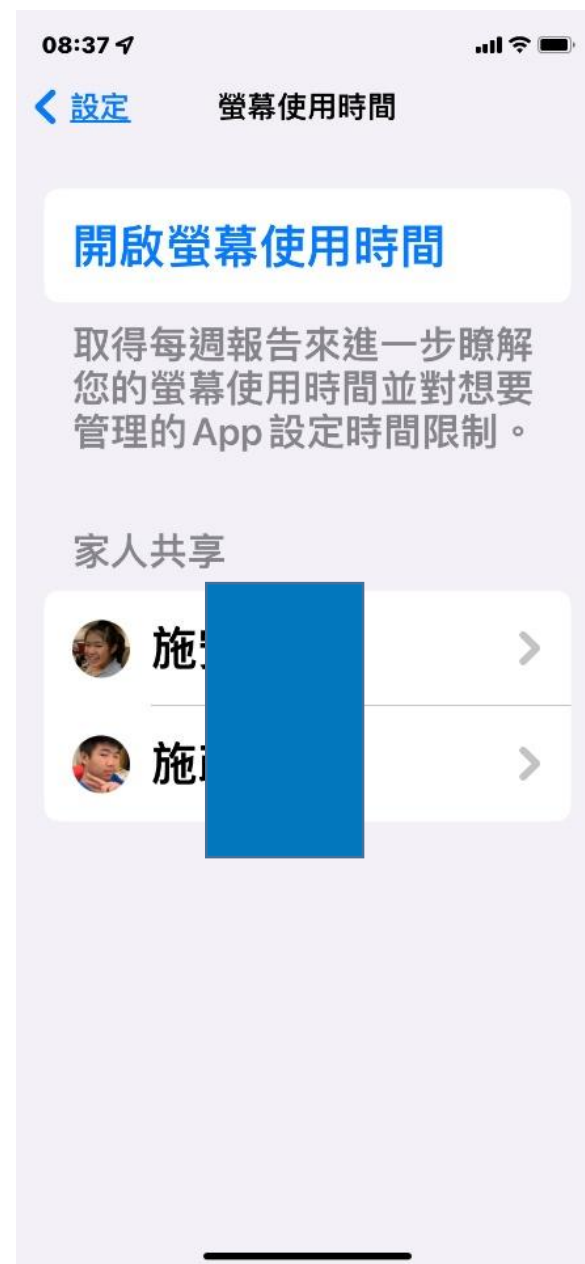 08:37
設定
螢幕使用時間
開啟螢幕使用時間
取得每週報告來進一步瞭解
您的螢幕使用時間並對想要
管理的App設定時間限制。
家人共享
施
施